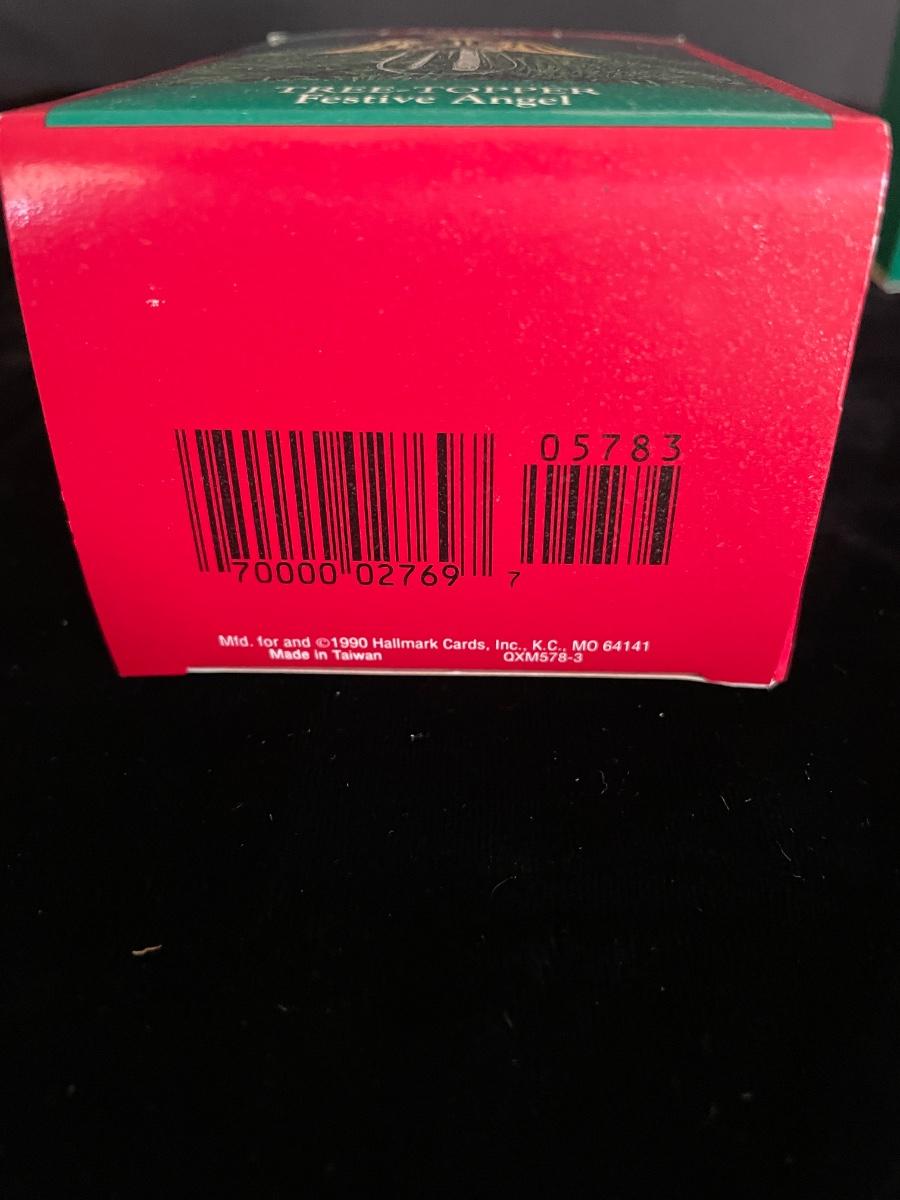 TREE-TOPPER
Festive Angel
05783
70000 02769 7
Mfd. for and ©1990 Hallmark Cards, Inc., K.C., MO 64141
Made in Taiwan QXM578-3